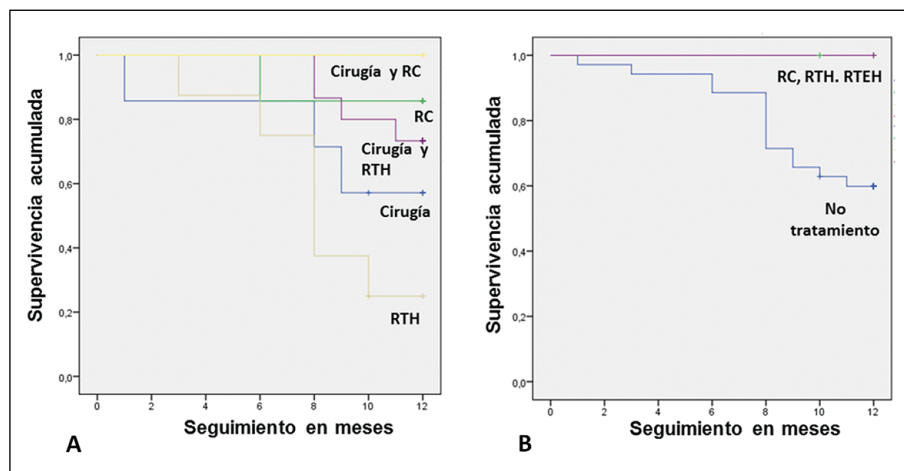 Supervivencia acumulada
1,0
0,8
0,6
0,4
0,2
0,0
Cirugía y RC
RC
Cirugía y
RTH
Cirugía
RTH
0 2 4 6 8 10 12
Seguimiento en meses
A
Supervivencia acumulada
1,0
0,8
0,6
0,4
0,2
0,0
RC, RTH. RTEH
No
tratamiento
0 2 4 6 8 10 12
Seguimiento en meses
B